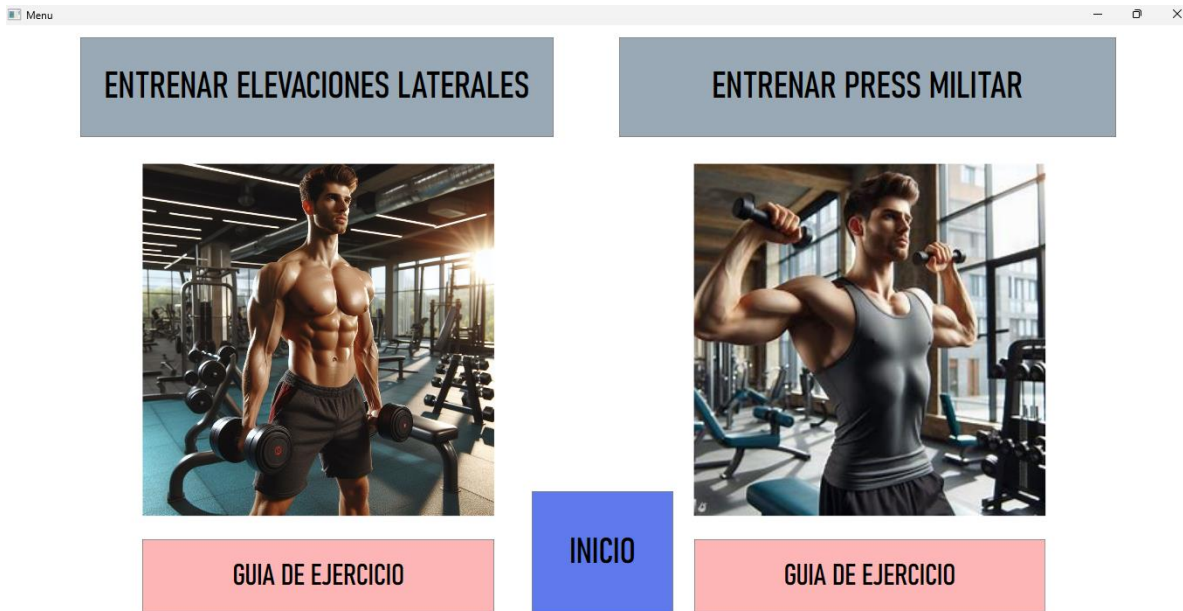 Menu
ENTRENAR ELEVACIONES LATERALES
ENTRENAR PRESS MILITAR
INICIO
GUIA DE EJERCICIO
GUIA DE EJERCICIO